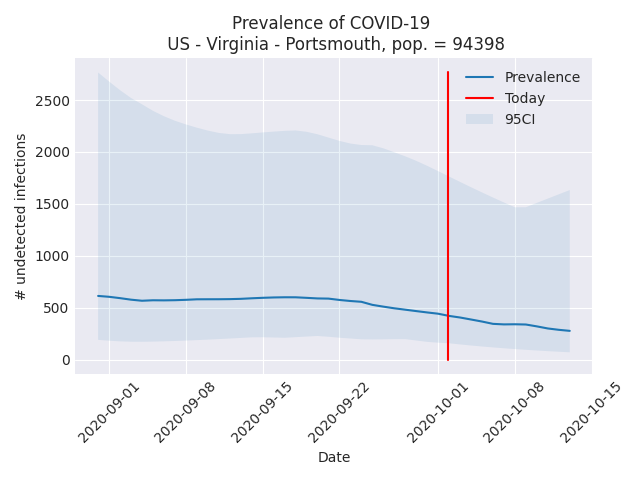 Prevalence of COVID-19
US - Virginia - Portsmouth, pop. = 94398
Prevalence
Today
95CI
# undetected infections
2500
2000
1500
1000
500
0
2020-09-01
2020-09-08
2020-09-15
2020-09-22
2020-10-01
2020-10-08
2020-10-15
Date